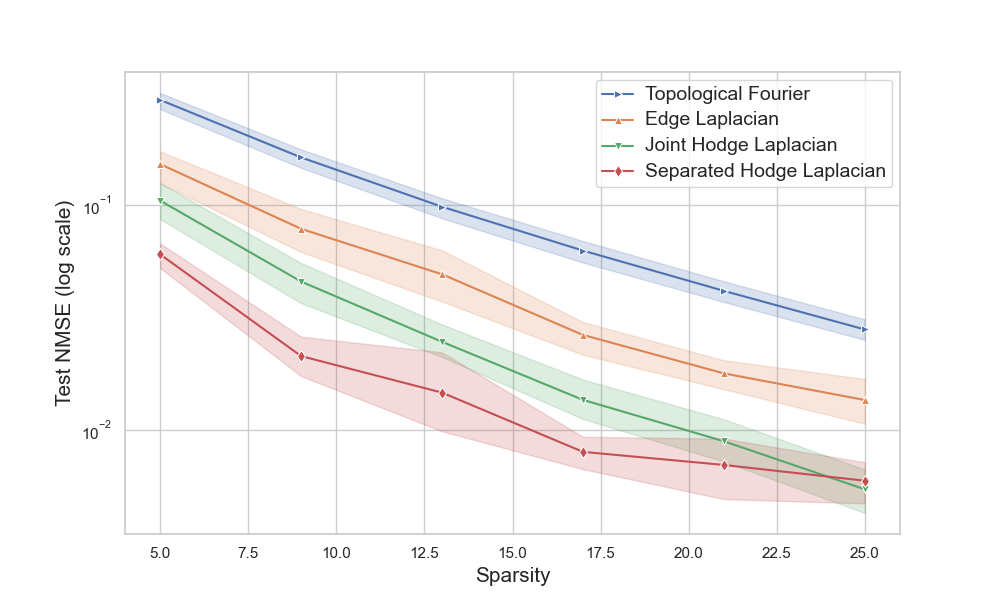 Topological Fourier
Edge Laplacian
Joint Hodge Laplacian
Separated Hodge Laplacian
Test NMSE (log scale)
10⁻¹
10⁻²
5.0 7.5 10.0 12.5 15.0 17.5 20.0 22.5 25.0
Sparsity